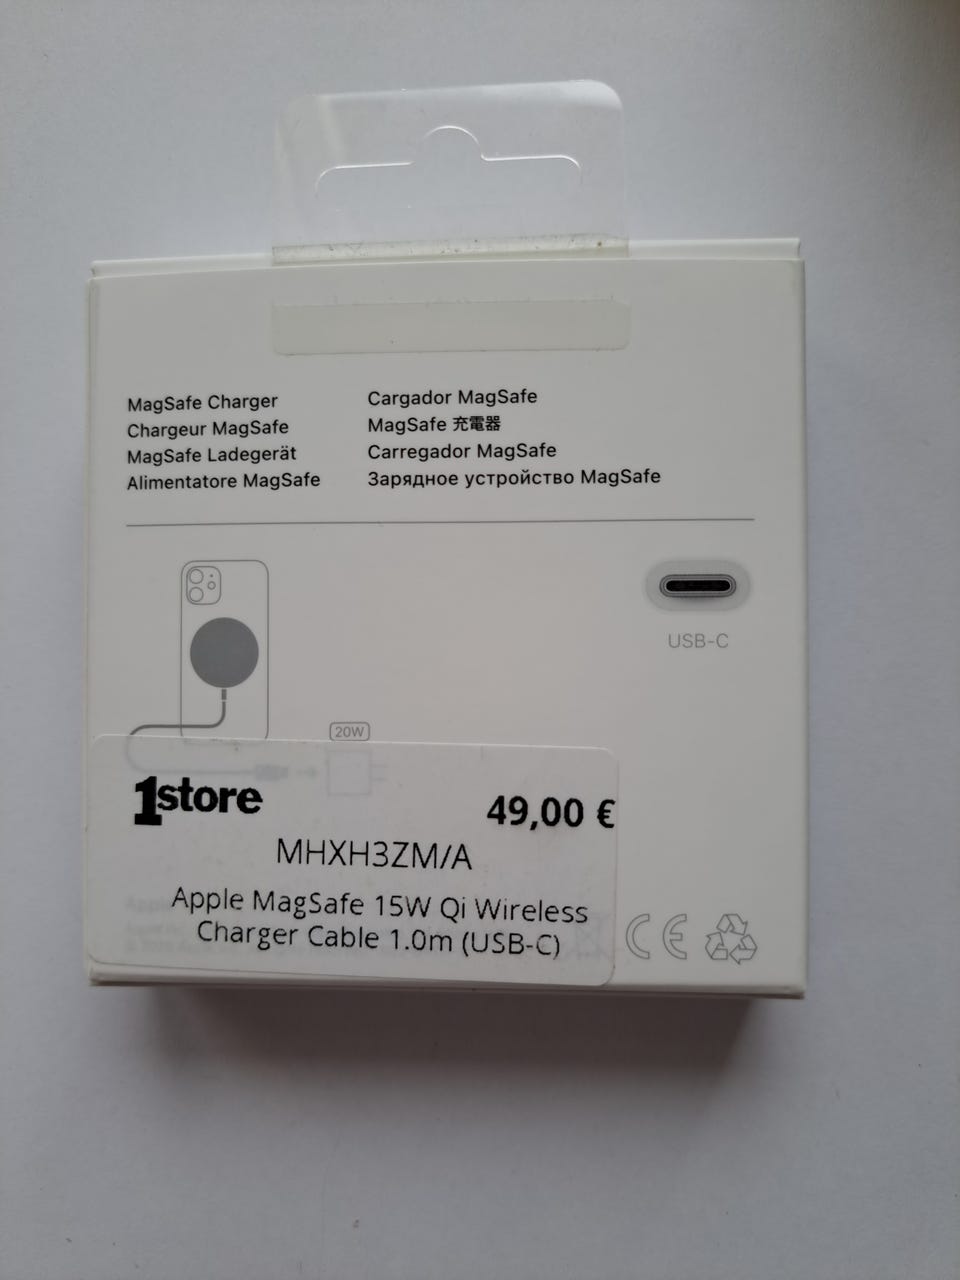 MagSafe Charger
Chargeur MagSafe
MagSafe Ladegerät
Alimentatore MagSafe
Cargador MagSafe
MagSafe 充電器
Carregador MagSafe
Зарядное устройство MagSafe
USB-C
20W
1store
49,00 €
MHXH3ZM/A
Apple MagSafe 15W Qi Wireless
Charger Cable 1.0m (USB-C)
CE